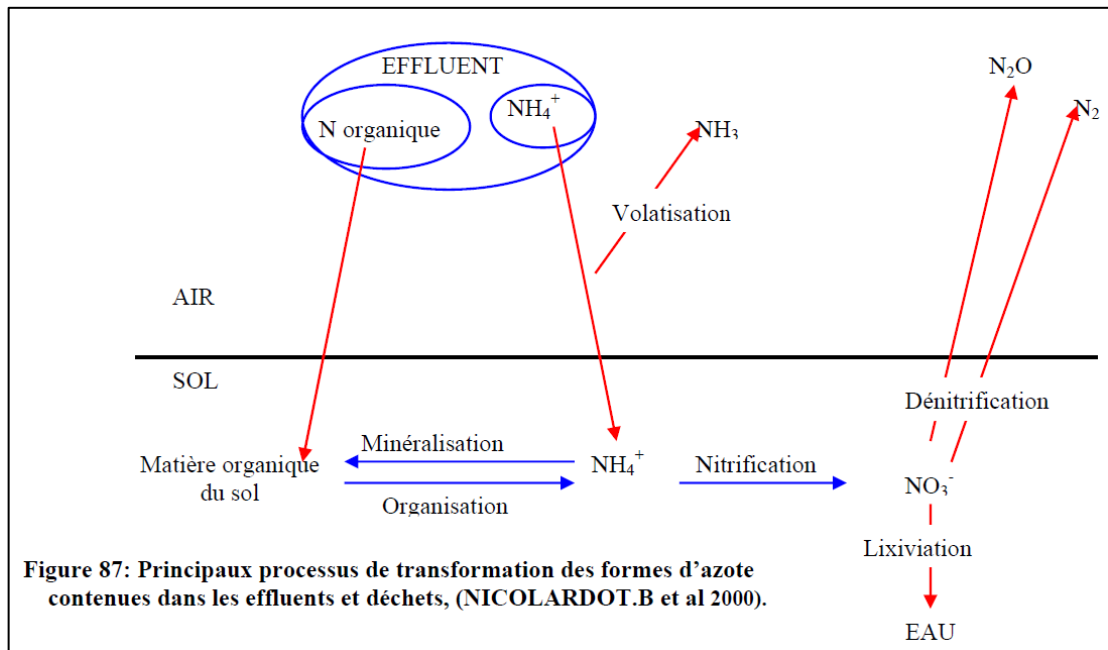 EFFLUENT
N organique
NH₄⁺
NH₃
N₂O
N₂
Volatisation
AIR
SOL
Dénitrification
Minéralisation
Matière organique
du sol
NH₄⁺
Nitrification
NO₃⁻
Organisation
Lixiviation
EAU
Figure 87: Principaux processus de transformation des formes d’azote
contenues dans les effluents et déchets, (NICOLARDOT.B et al 2000).